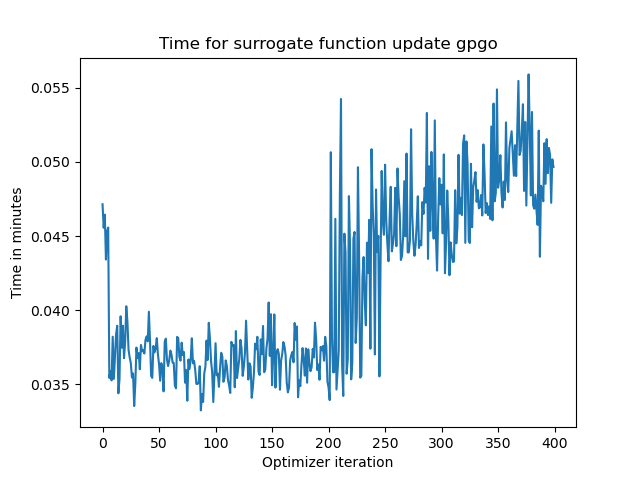 Time for surrogate function update gpgo
0.055
0.050
0.045
0.040
0.035
Time in minutes
0 50 100 150 200 250 300 350 400
Optimizer iteration